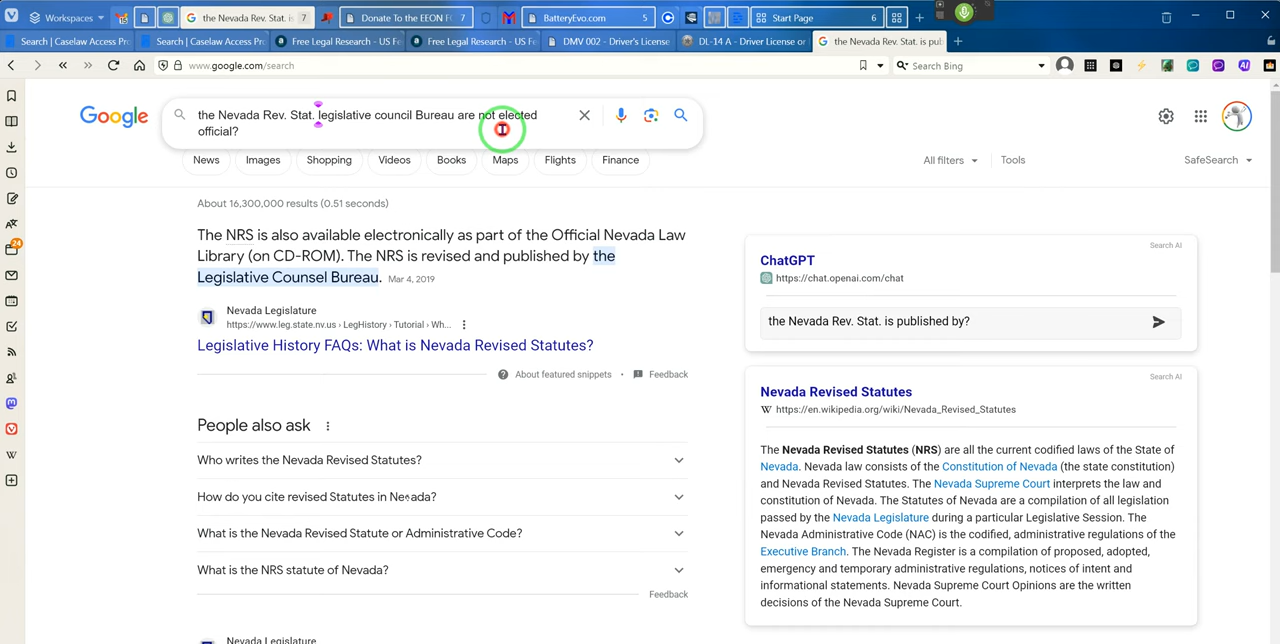 Workspaces
the Nevada Rev. Stat. is
7
Donate To the EEON F
7
BatteryEvo.com
5
Start Page
6
Search | Caselaw Access Pr
Search | Caselaw Access Proj
Free Legal Research - US Fe
Free Legal Research - US Fe
DMV 002 - Driver's License
DL-14 A - Driver License or
the Nevada Rev. Stat. is pub
www.google.com/search
Search Bing
AI
24
Google
the Nevada Rev. Stat. legislative council Bureau are not elected
official?
News
Images
Shopping
Videos
Books
Maps
Flights
Finance
All filters
Tools
SafeSearch
About 16,300,000 results (0.51 seconds)
The NRS is also available electronically as part of the Official Nevada Law
Library (on CD-ROM). The NRS is revised and published by the
Legislative Counsel Bureau. Mar 4, 2019
Nevada Legislature
https://www.leg.state.nv.us › LegHistory › Tutorial › Wh...
Legislative History FAQs: What is Nevada Revised Statutes?
About featured snippets
Feedback
People also ask
Who writes the Nevada Revised Statutes?
How do you cite revised Statutes in Nevada?
What is the Nevada Revised Statute or Administrative Code?
What is the NRS statute of Nevada?
Feedback
Nevada Legislature
Search AI
ChatGPT
https://chat.openai.com/chat
the Nevada Rev. Stat. is published by?
Search AI
Nevada Revised Statutes
W https://en.wikipedia.org/wiki/Nevada_Revised_Statutes
The Nevada Revised Statutes (NRS) are all the current codified laws of the State of
Nevada. Nevada law consists of the Constitution of Nevada (the state constitution)
and Nevada Revised Statutes. The Nevada Supreme Court interprets the law and
constitution of Nevada. The Statutes of Nevada are a compilation of all legislation
passed by the Nevada Legislature during a particular Legislative Session. The
Nevada Administrative Code (NAC) is the codified, administrative regulations of the
Executive Branch. The Nevada Register is a compilation of proposed, adopted,
emergency and temporary administrative regulations, notices of intent and
informational statements. Nevada Supreme Court Opinions are the written
decisions of the Nevada Supreme Court.